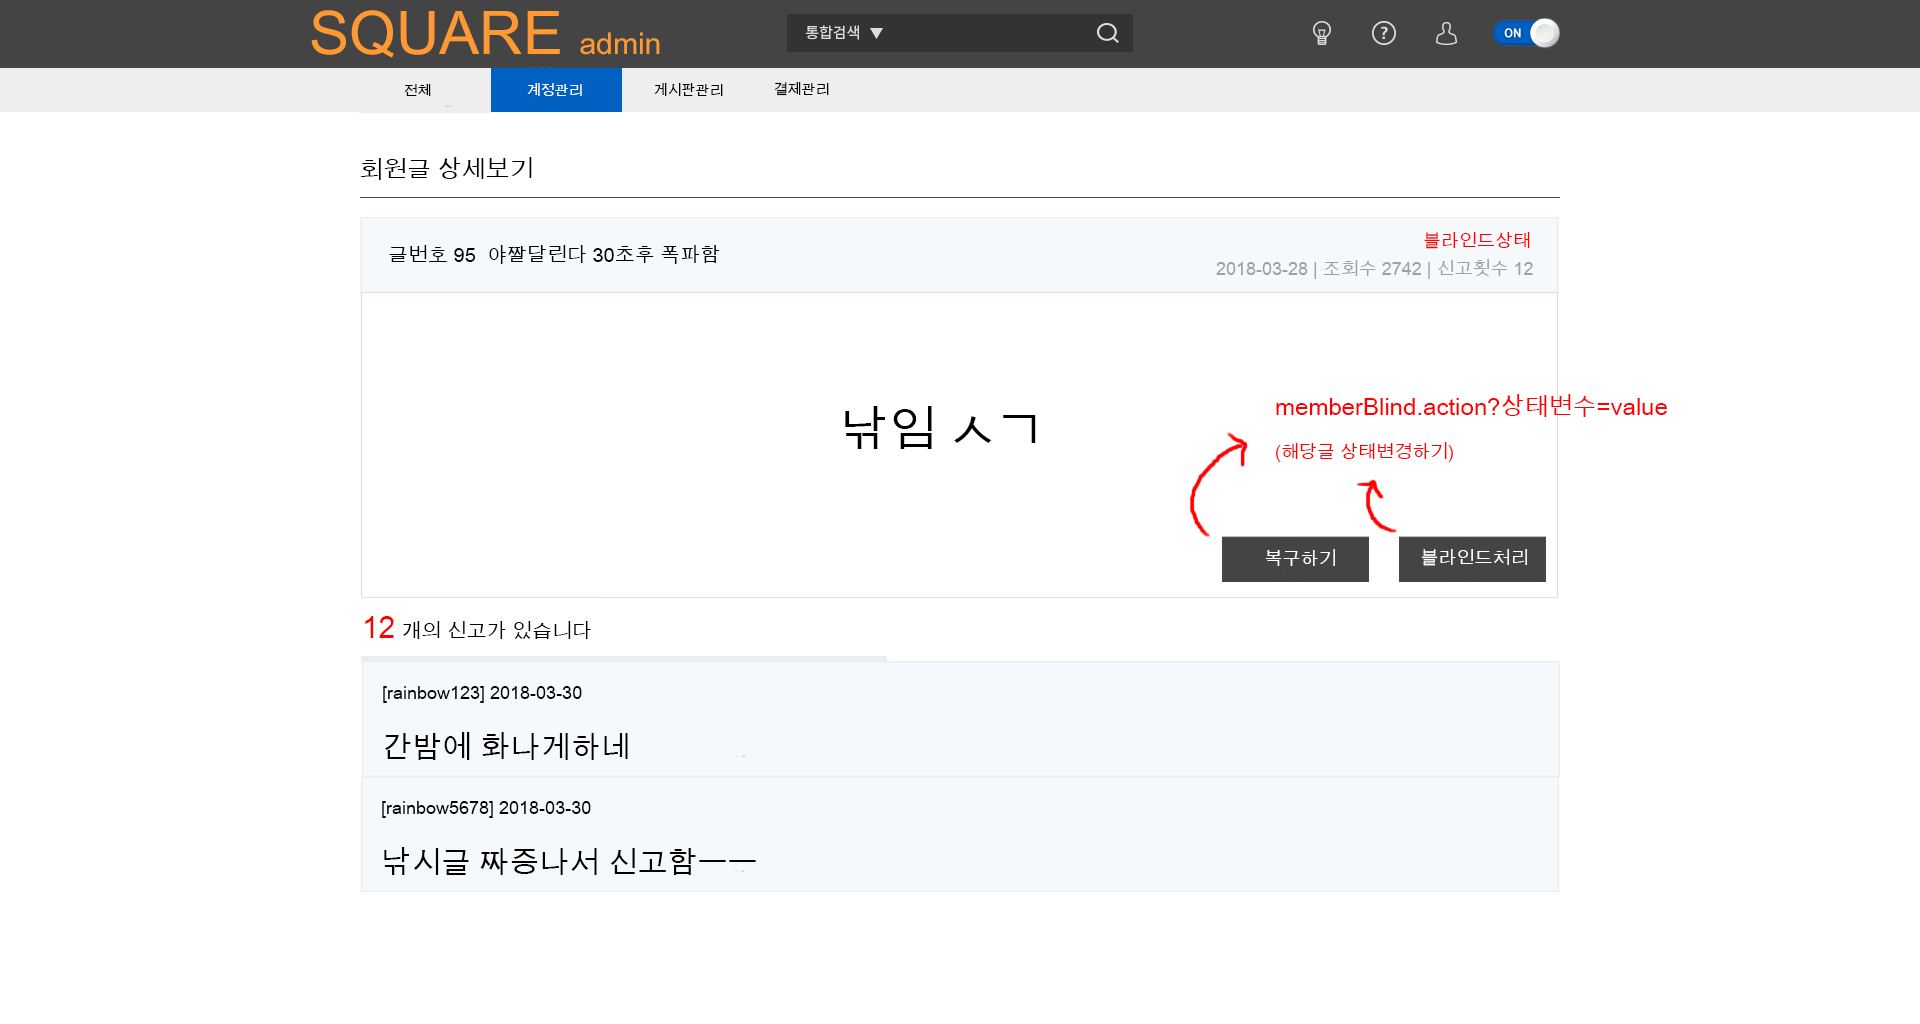 SQUARE admin
통합검색 ▼
ON
전체
계정관리
게시판관리
결제관리
회원글 상세보기
글번호 95 야짤달린다 30초후 폭파함
블라인드상태
2018-03-28 | 조회수 2742 | 신고횟수 12
낚임 ㅅㄱ
memberBlind.action?상태변수=value
(해당글 상태변경하기)
복구하기
블라인드처리
12 개의 신고가 있습니다
[rainbow123] 2018-03-30
간밤에 화나게하네
[rainbow5678] 2018-03-30
낚시글 짜증나서 신고함ㅡㅡ